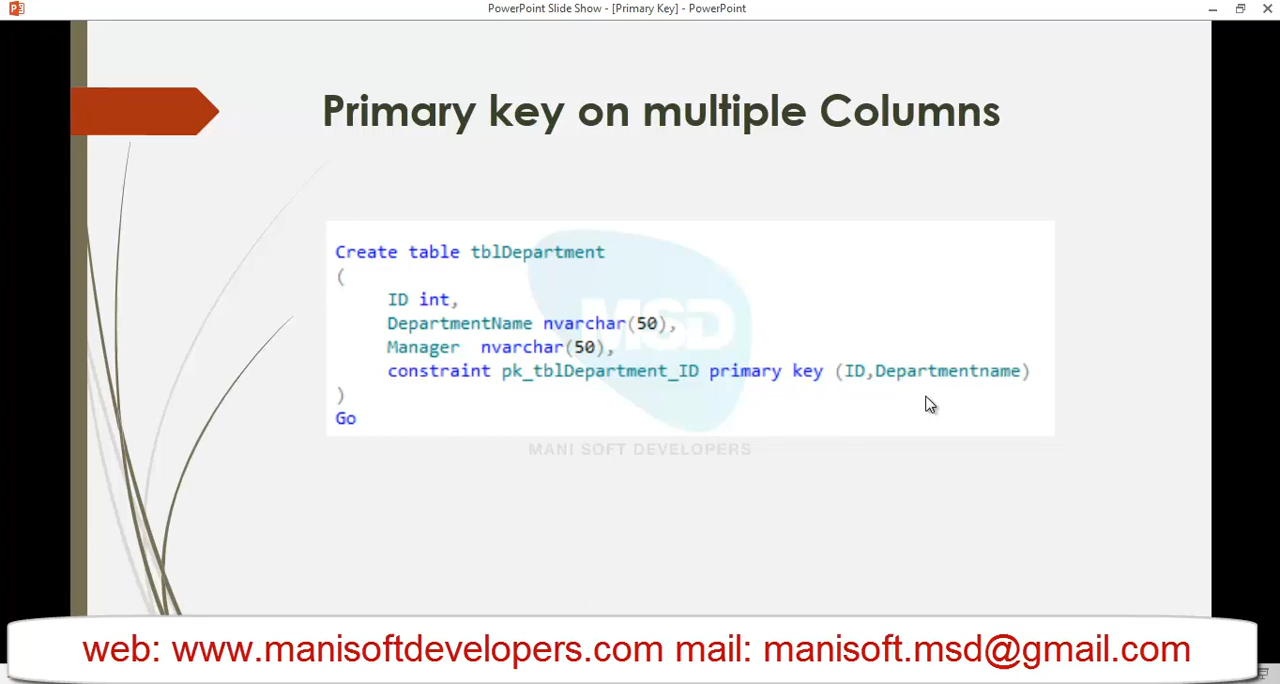 PowerPoint Slide Show - [Primary Key] - PowerPoint
Primary key on multiple Columns
Create table tblDepartment
(
ID int,
DepartmentName nvarchar(50),
Manager nvarchar(50),
constraint pk_tblDepartment_ID primary key (ID,Departmentname)
)
Go
MSD
MANI SOFT DEVELOPERS
web: www.manisoftdevelopers.com mail: manisoft.msd@gmail.com